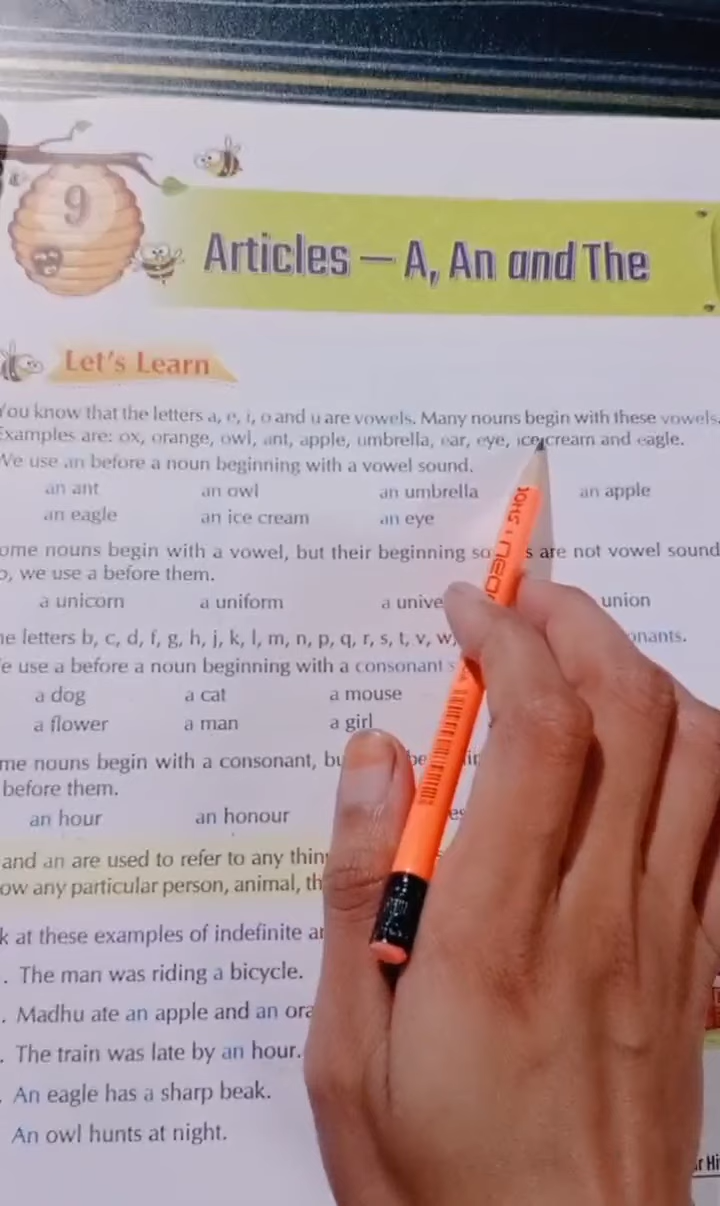 9
Articles – A, An and The
Let's Learn
You know that the letters a, e, i, o and u are vowels. Many nouns begin with these vowels.
Examples are: ox, orange, owl, ant, apple, umbrella, ear, eye, ice cream and eagle.
We use an before a noun beginning with a vowel sound.
an ant an owl an umbrella an apple
an eagle an ice cream an eye
ome nouns begin with a vowel, but their beginning so s are not vowel sound
o, we use a before them.
a unicorn a uniform a unive union
he letters b, c, d, f, g, h, j, k, l, m, n, p, q, r, s, t, v, w, onants.
e use a before a noun beginning with a consonant s
a dog a cat a mouse
a flower a man a girl
me nouns begin with a consonant, bu be
before them.
an hour an honour
and an are used to refer to any thin
ow any particular person, animal, th
k at these examples of indefinite ar
. The man was riding a bicycle.
. Madhu ate an apple and an ora
. The train was late by an hour.
An eagle has a sharp beak.
An owl hunts at night.